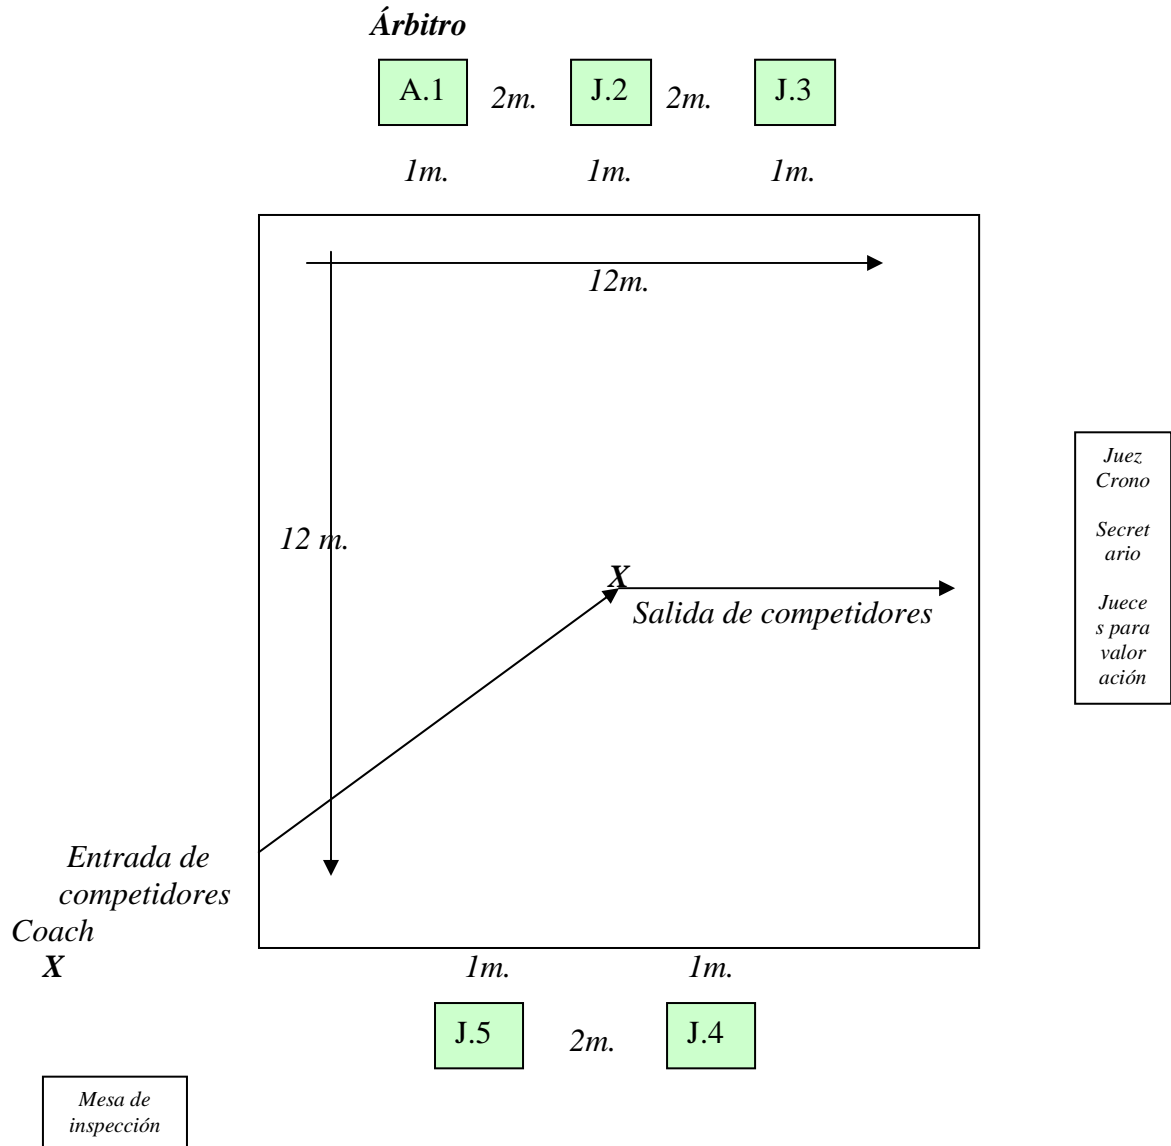 Árbitro
A.1 2m. J.2 2m. J.3
1m. 1m. 1m.
12m.
12 m.
X
Salida de competidores
Juez
Crono
Secret
ario
Juece
s para
valor
ación
Entrada de
competidores
Coach
X
1m. 1m.
J.5 2m. J.4
Mesa de
inspección